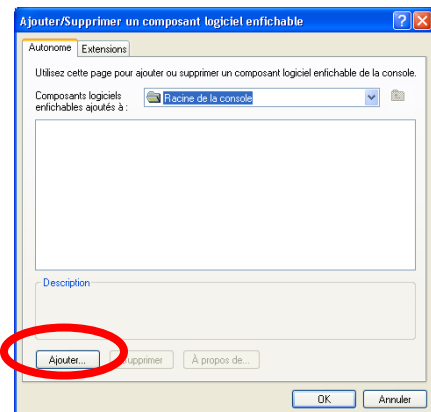 Ajouter/Supprimer un composant logiciel enfichable
Autonome Extensions
Utilisez cette page pour ajouter ou supprimer un composant logiciel enfichable de la console.
Composants logiciels
enfichables ajoutés à :
Racine de la console
Description
Ajouter... upprimer À propos de...
OK Annuler